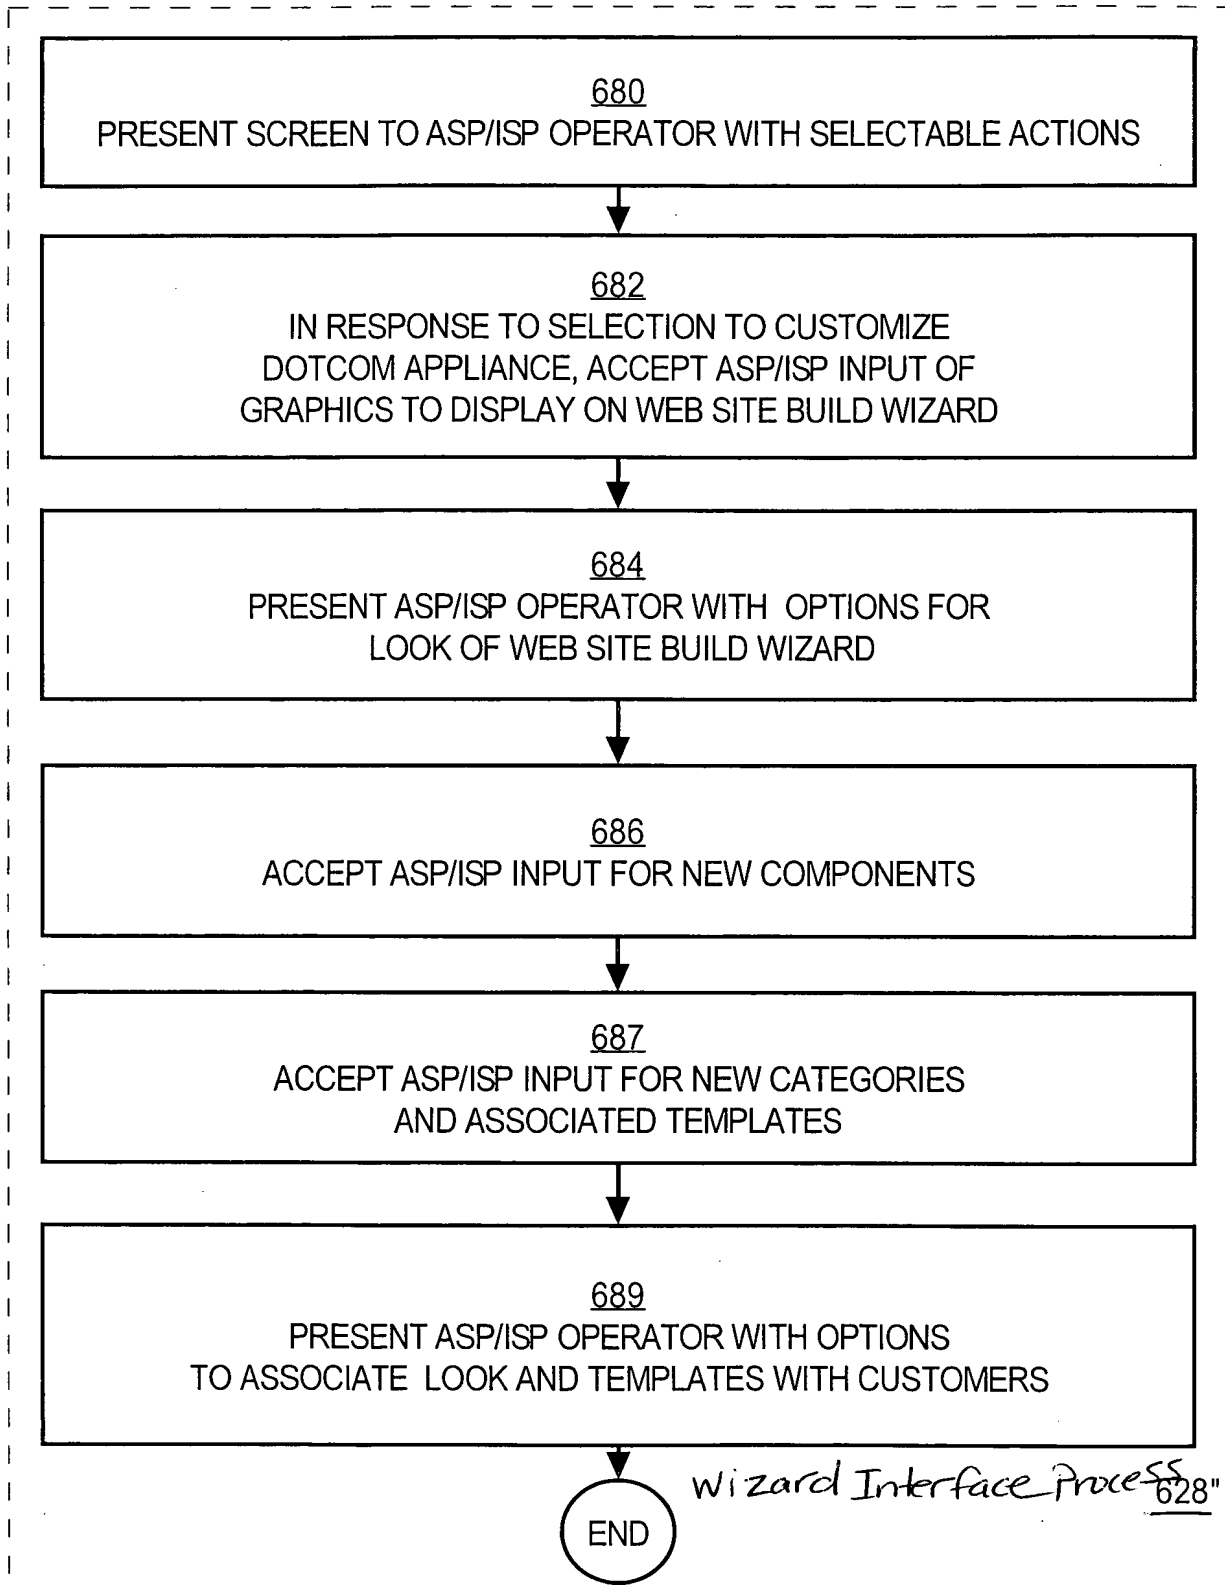 680
PRESENT SCREEN TO ASP/ISP OPERATOR WITH SELECTABLE ACTIONS
682
IN RESPONSE TO SELECTION TO CUSTOMIZE
DOTCOM APPLIANCE, ACCEPT ASP/ISP INPUT OF
GRAPHICS TO DISPLAY ON WEB SITE BUILD WIZARD
684
PRESENT ASP/ISP OPERATOR WITH OPTIONS FOR
LOOK OF WEB SITE BUILD WIZARD
686
ACCEPT ASP/ISP INPUT FOR NEW COMPONENTS
687
ACCEPT ASP/ISP INPUT FOR NEW CATEGORIES
AND ASSOCIATED TEMPLATES
689
PRESENT ASP/ISP OPERATOR WITH OPTIONS
TO ASSOCIATE LOOK AND TEMPLATES WITH CUSTOMERS
Wizard Interface Process
628"
END